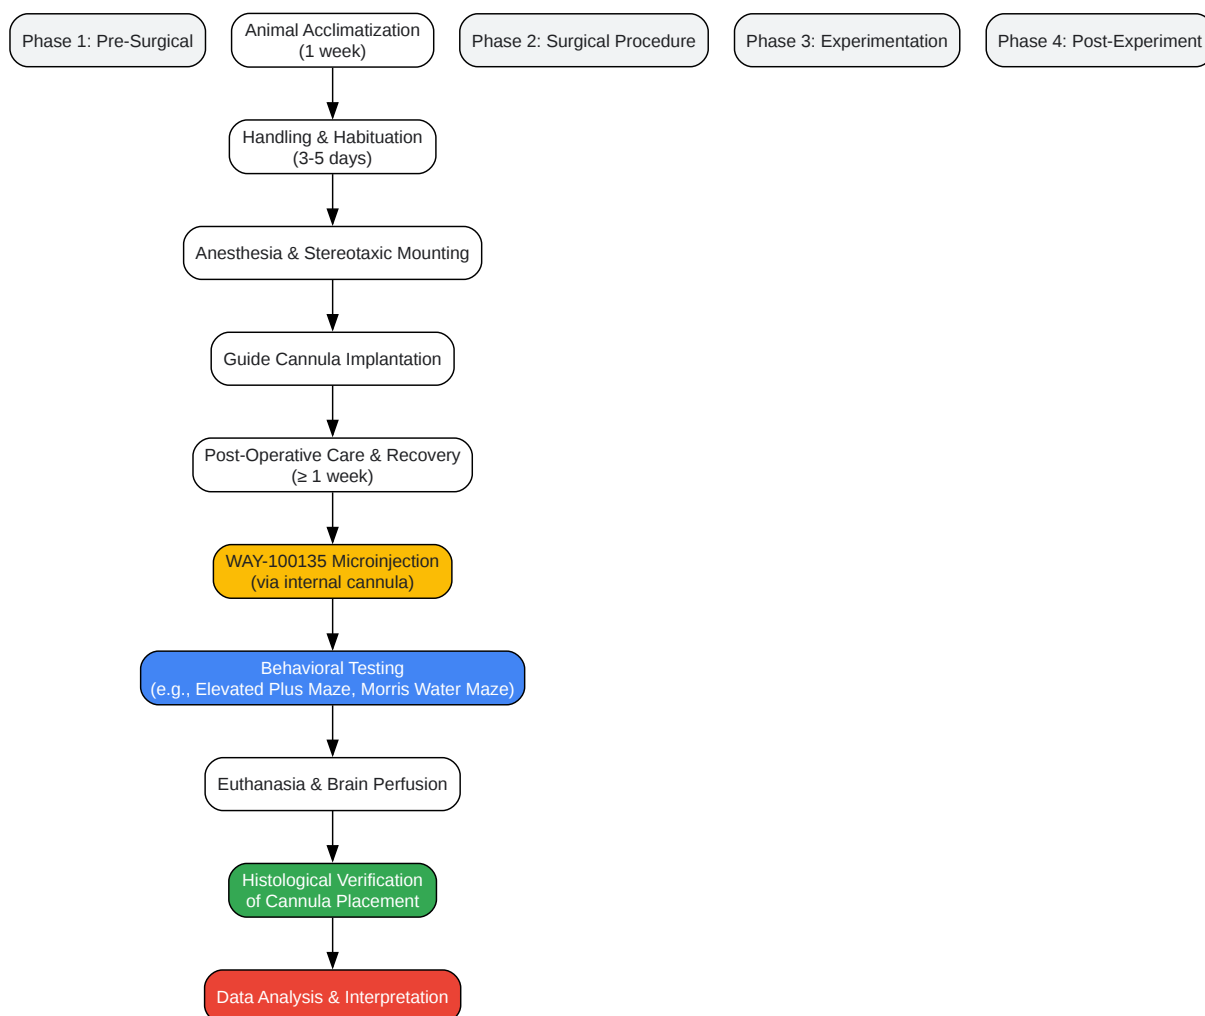 Phase 1: Pre-Surgical
Animal Acclimatization
(1 week)
Phase 2: Surgical Procedure
Phase 3: Experimentation
Phase 4: Post-Experiment
Handling & Habituation
(3-5 days)
Anesthesia & Stereotaxic Mounting
Guide Cannula Implantation
Post-Operative Care & Recovery
(≥ 1 week)
WAY-100135 Microinjection
(via internal cannula)
Behavioral Testing
(e.g., Elevated Plus Maze, Morris Water Maze)
Euthanasia & Brain Perfusion
Histological Verification
of Cannula Placement
Data Analysis & Interpretation